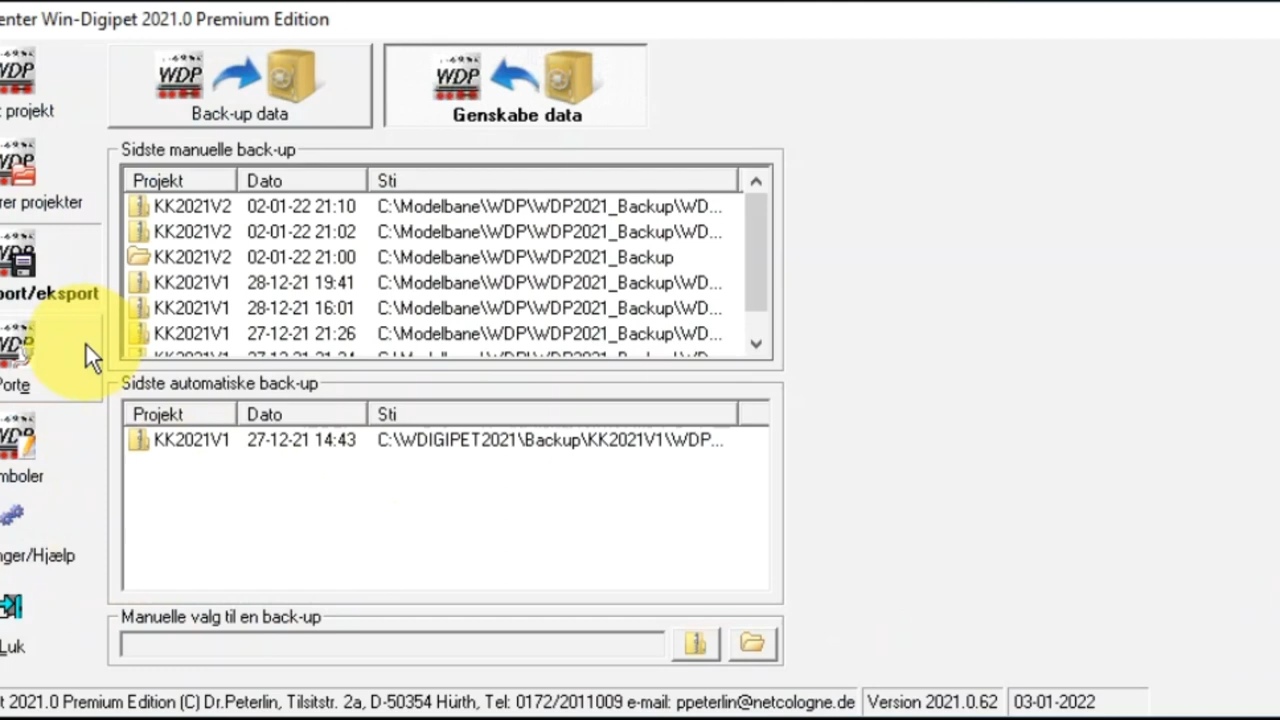 enter Win-Digipet 2021.0 Premium Edition
WDP
t projekt
WDP
rer projekter
WDP
port/eksport
WDP
Porte
WDP
mboler
nger/Hjælp
Luk
WDP
Back-up data
WDP
Genskabe data
Sidste manuelle back-up
Projekt Dato Sti
KK2021V2 02-01-22 21:10 C:\Modelbane\WDP\WDP2021_Backup\WD...
KK2021V2 02-01-22 21:02 C:\Modelbane\WDP\WDP2021_Backup\WD...
KK2021V2 02-01-22 21:00 C:\Modelbane\WDP\WDP2021_Backup
KK2021V1 28-12-21 19:41 C:\Modelbane\WDP\WDP2021_Backup\WD...
KK2021V1 28-12-21 16:01 C:\Modelbane\WDP\WDP2021_Backup\WD...
KK2021V1 27-12-21 21:26 C:\Modelbane\WDP\WDP2021_Backup\WD...
Sidste automatiske back-up
Projekt Dato Sti
KK2021V1 27-12-21 14:43 C:\WDIGIPET2021\Backup\KK2021V1\WDP...
Manuelle valg til en back-up
t 2021.0 Premium Edition (C) Dr.Peterlin, Tilsitstr. 2a, D-50354 Hürth, Tel: 0172/2011009 e-mail: ppeterlin@netcologne.de Version 2021.0.62 03-01-2022